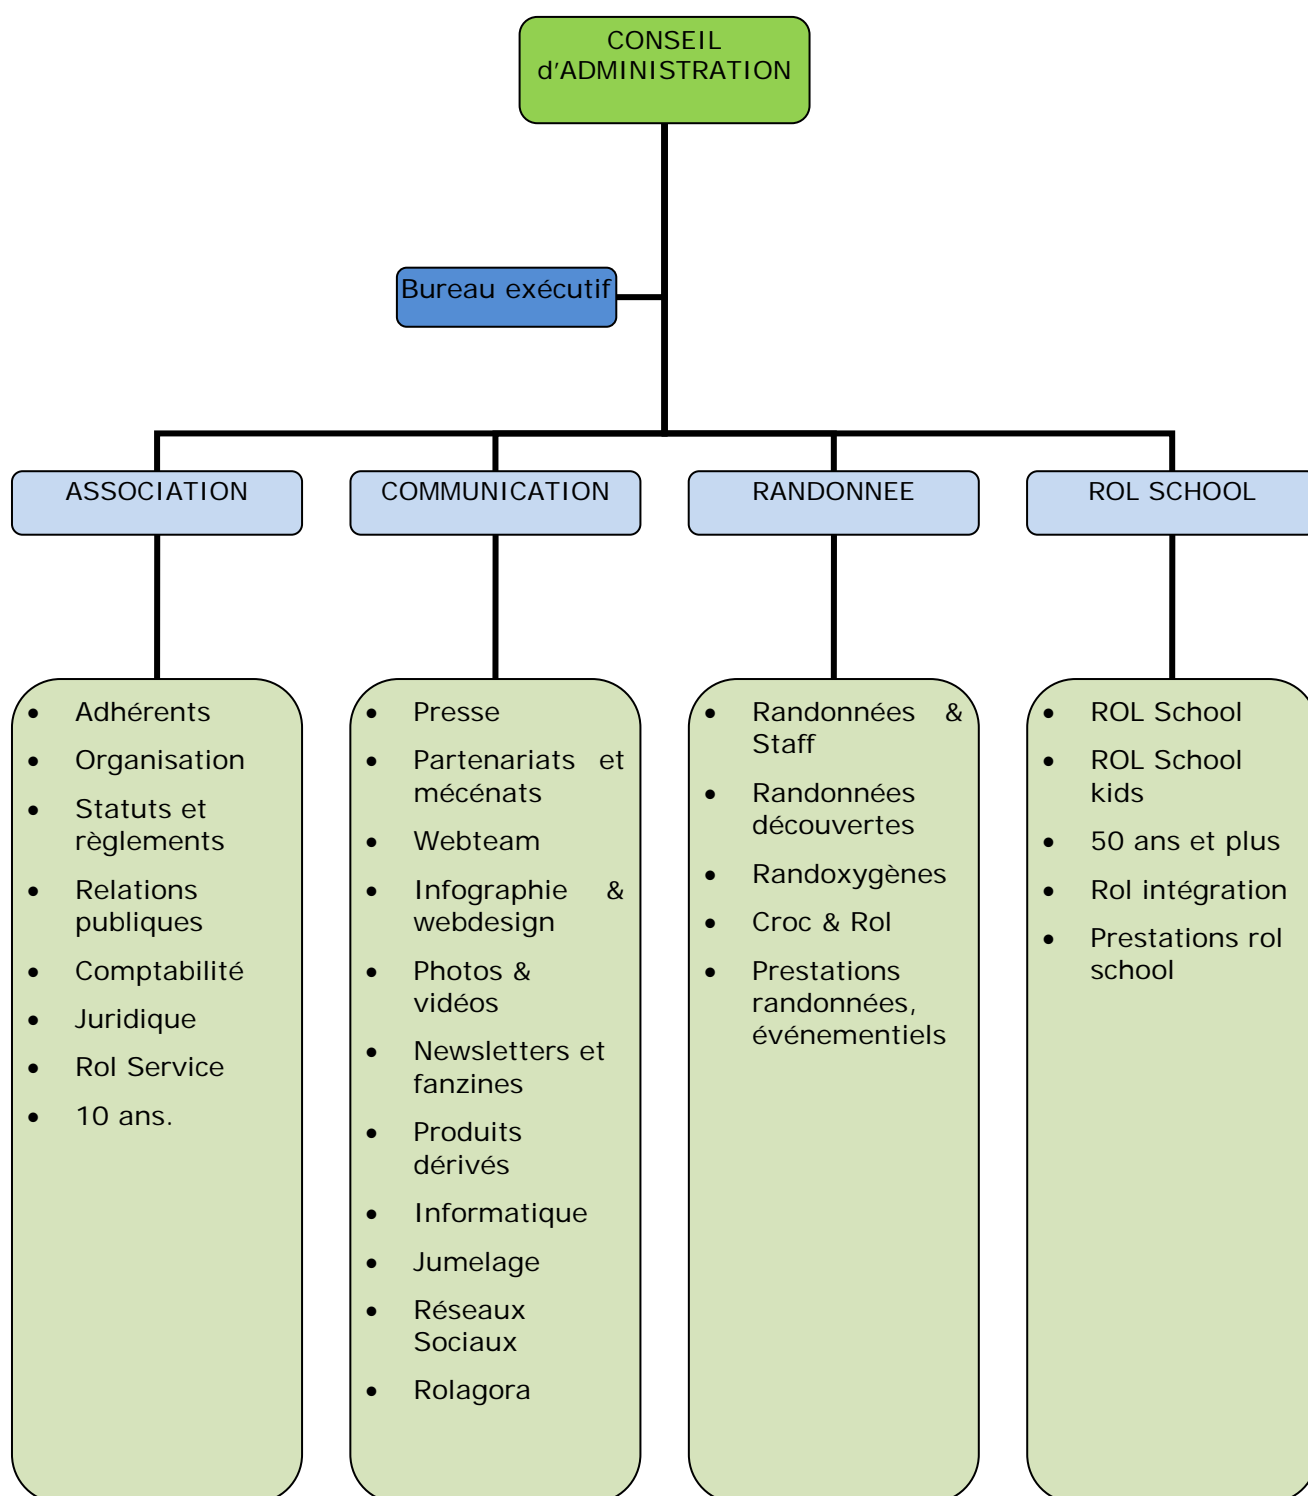 CONSEIL
d'ADMINISTRATION
Bureau exécutif
ASSOCIATION
COMMUNICATION
RANDONNEE
ROL SCHOOL
• Adhérents
• Organisation
• Statuts et
règlements
• Relations
publiques
• Comptabilité
• Juridique
• Rol Service
• 10 ans.
• Presse
• Partenariats et
mécénats
• Webteam
• Infographie &
webdesign
• Photos &
vidéos
• Newsletters et
fanzines
• Produits
dérivés
• Informatique
• Jumelage
• Réseaux
Sociaux
• Rolagora
• Randonnées &
Staff
• Randonnées
découvertes
• Randoxygènes
• Croc & Rol
• Prestations
randonnées,
événementiels
• ROL School
• ROL School
kids
• 50 ans et plus
• Rol intégration
• Prestations rol
school